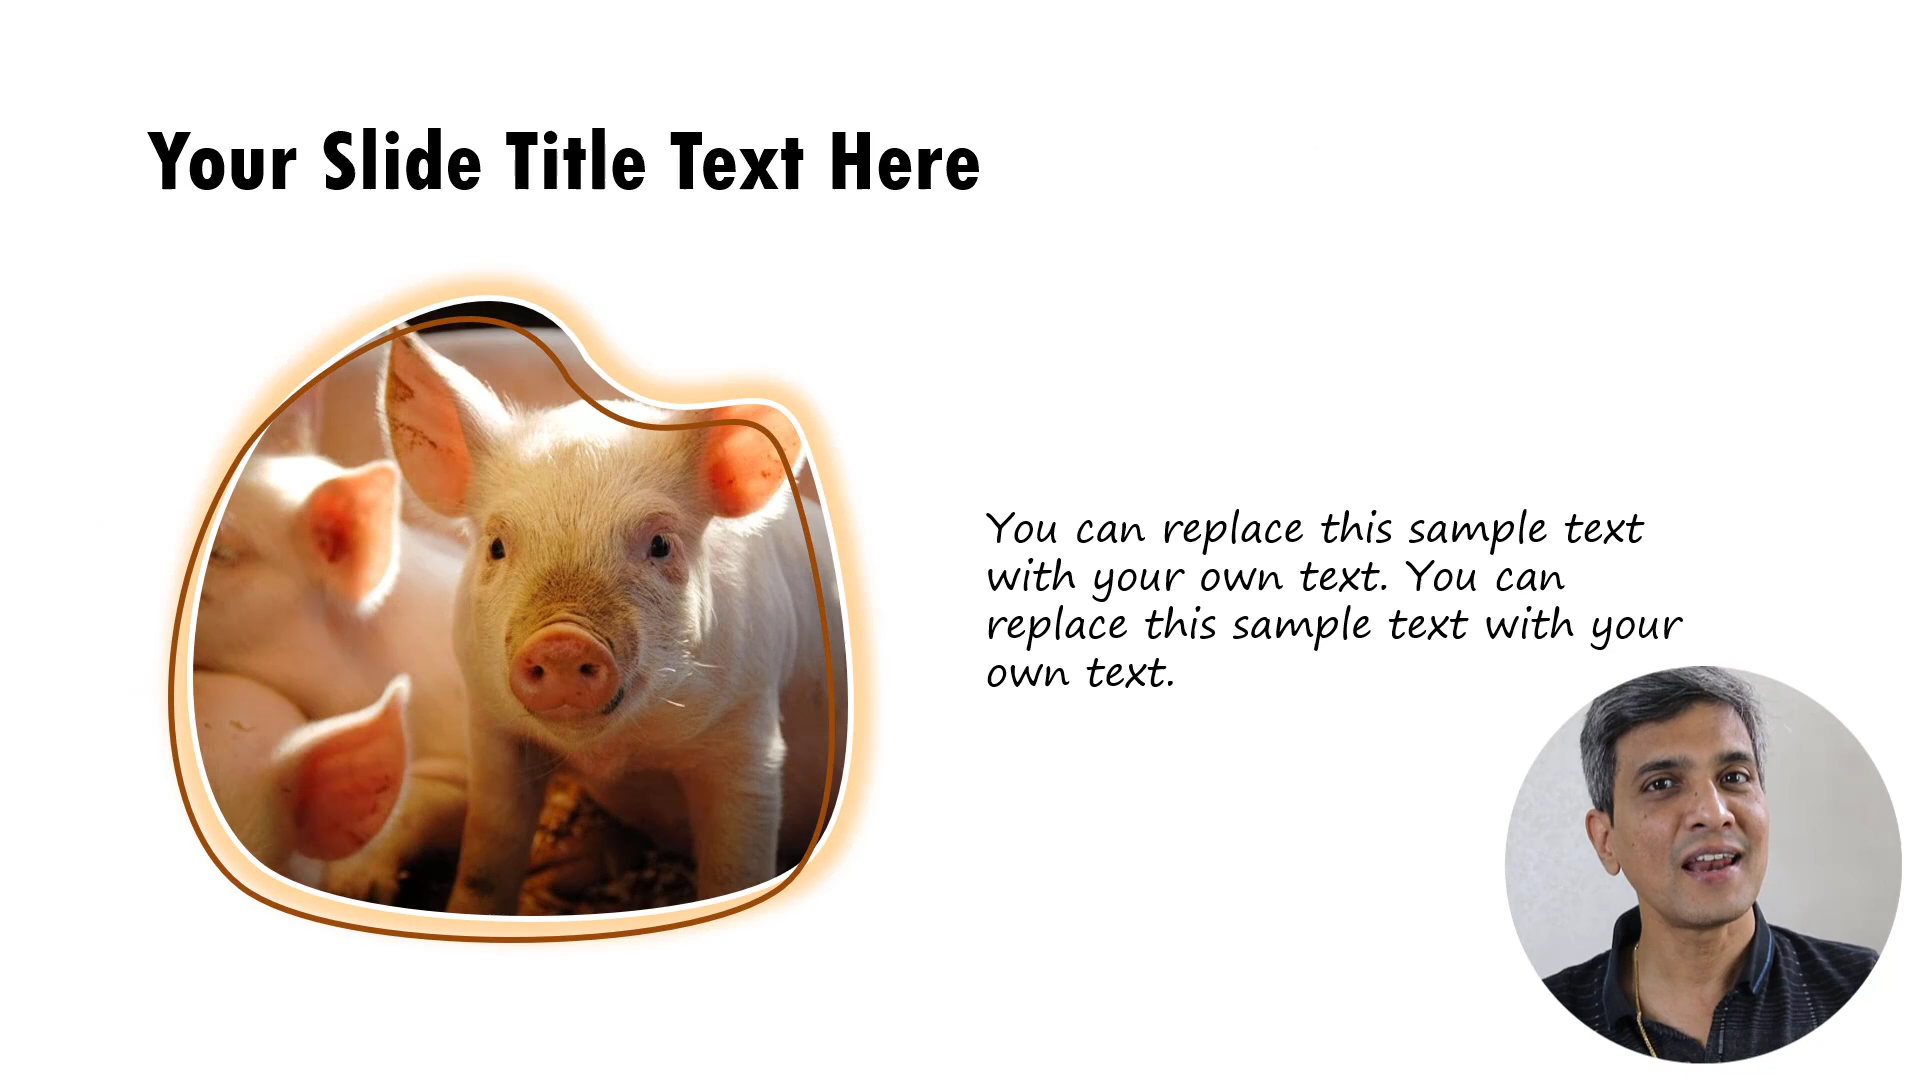 Your Slide Title Text Here
You can replace this sample text
with your own text. You can
replace this sample text with your
own text.